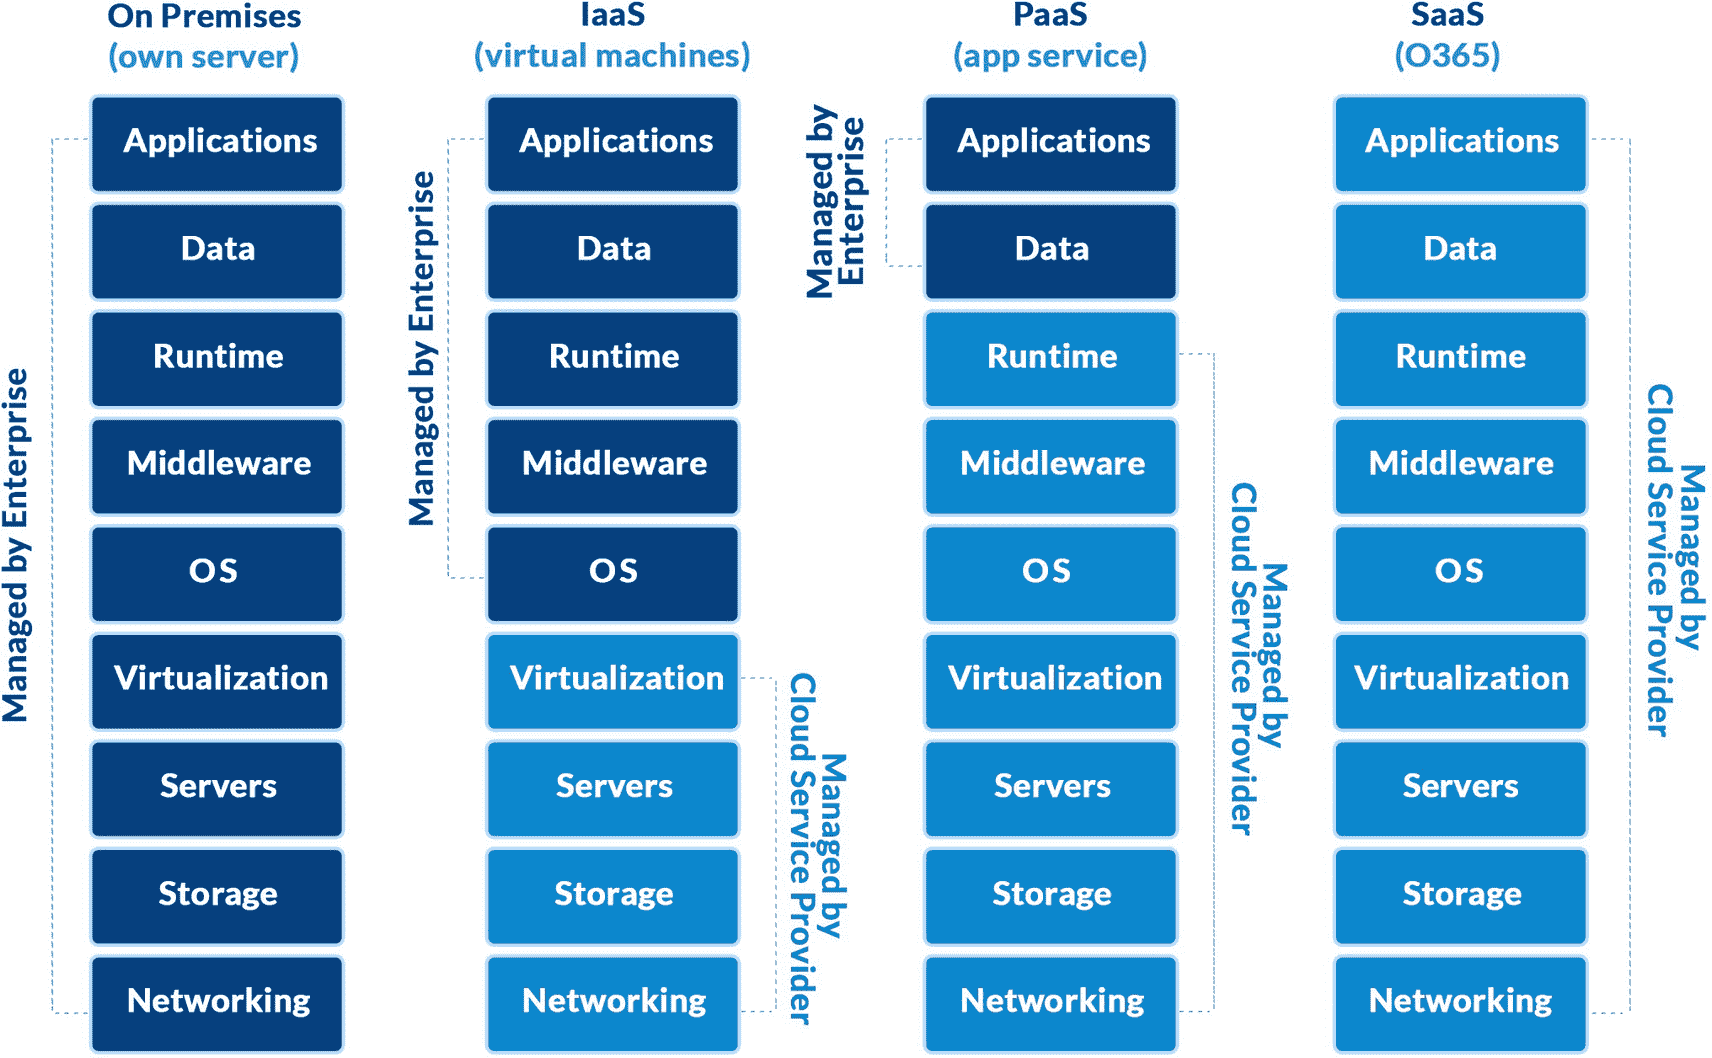 On Premises
(own server)
Managed by Enterprise
Applications
Data
Runtime
Middleware
OS
Virtualization
Servers
Storage
Networking
IaaS
(virtual machines)
Managed by Enterprise
Applications
Data
Runtime
Middleware
OS
Virtualization
Servers
Storage
Networking
Managed by
Cloud Service Provider
PaaS
(app service)
Managed by
Enterprise
Applications
Data
Runtime
Middleware
OS
Virtualization
Servers
Storage
Networking
Managed by
Cloud Service Provider
SaaS
(O365)
Applications
Data
Runtime
Middleware
OS
Virtualization
Servers
Storage
Networking
Managed by
Cloud Service Provider